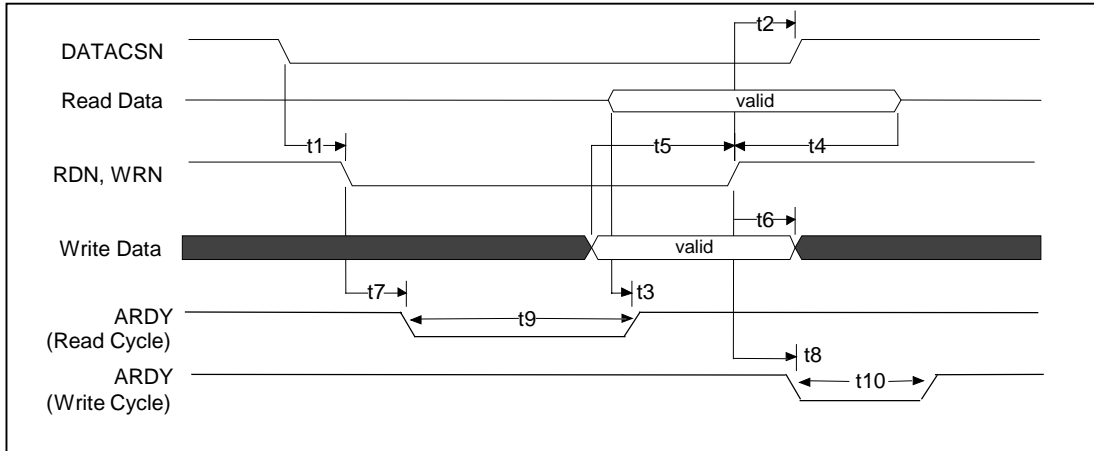 t2
DATACSN
Read Data
valid
t1
t5
t4
RDN, WRN
t6
Write Data
valid
t7
t3
ARDY
(Read Cycle)
t9
t8
ARDY
(Write Cycle)
t10